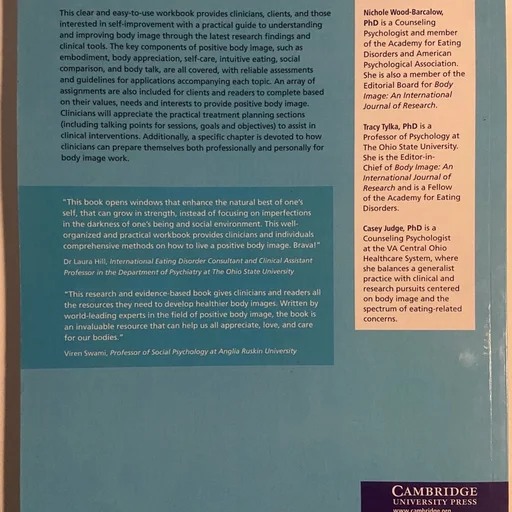 This clear and easy-to-use workbook provides clinicians, clients, and those
interested in self-improvement with a practical guide to understanding
and improving body image through the latest research findings and
clinical tools. The key components of positive body image, such as
embodiment, body appreciation, self-care, intuitive eating, social
comparison, and body talk, are all covered, with reliable assessments
and guidelines for applications accompanying each topic. An array of
assignments are also included for clients and readers to complete based
on their values, needs and interests to provide positive body image.
Clinicians will appreciate the practical treatment planning sections
(including talking points for sessions, goals and objectives) to assist in
clinical interventions. Additionally, a specific chapter is devoted to how
clinicians can prepare themselves both professionally and personally for
body image work.
"This book opens windows that enhance the natural best of one's
self, that can grow in strength, instead of focusing on imperfections
in the darkness of one's being and social environment. This well-
organized and practical workbook provides clinicians and individuals
comprehensive methods on how to live a positive body image. Brava!"
Dr Laura Hill, International Eating Disorder Consultant and Clinical Assistant
Professor in the Department of Psychiatry at The Ohio State University
"This research and evidence-based book gives clinicians and readers all
the resources they need to develop healthier body images. Written by
world-leading experts in the field of positive body image, the book is
an invaluable resource that can help us all appreciate, love, and care
for our bodies."
Viren Swami, Professor of Social Psychology at Anglia Ruskin University
Nichole Wood-Barcalow,
PhD is a Counseling
Psychologist and member
of the Academy for Eating
Disorders and American
Psychological Association.
She is also a member of the
Editorial Board for Body
Image: An International
Journal of Research.
Tracy Tylka, PhD is a
Professor of Psychology at
The Ohio State University.
She is the Editor-in-
Chief of Body Image: An
International Journal of
Research and is a Fellow
of the Academy for Eating
Disorders.
Casey Judge, PhD is a
Counseling Psychologist
at the VA Central Ohio
Healthcare System, where
she balances a generalist
practice with clinical and
research pursuits centered
on body image and the
spectrum of eating-related
concerns.
CAMBRIDGE
UNIVERSITY PRESS
www.cambridge.org